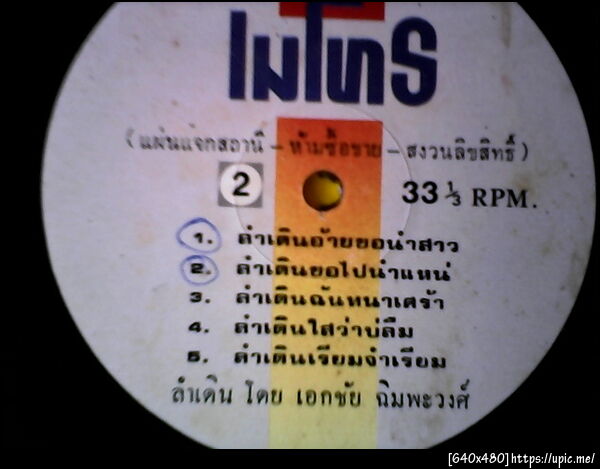 เมโทร
(แผ่นแจกสถานี - ห้ามซื้อขาย - สงวนลิขสิทธิ์)
2 33 1/3 RPM.
1. ลำเดินอ้ายขอนำสาว
2. ลำเดินขอไปนำแหน่
3. ลำเดินฉันทนาเศร้า
4. ลำเดินใสว่าบ่ลืม
5. ลำเดินเรียมจำเรียม
ลำเดิน โดย เอกชัย ฉิมพะวงศ์
[640x480]https://upic.me/